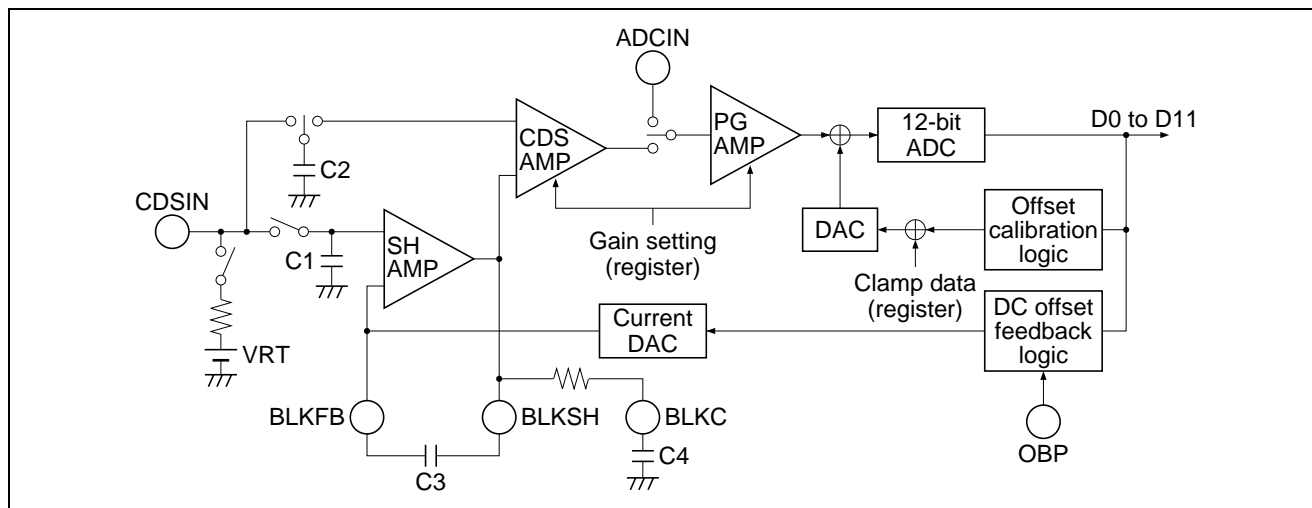 ADCIN
CDS
AMP
PG
AMP
12-bit
ADC
D0 to D11
C2
CDSIN
C1
SH
AMP
Gain setting
(register)
DAC
Offset
calibration
logic
Clamp data
(register)
VRT
Current
DAC
DC offset
feedback
logic
BLKFB
BLKSH
BLKC
C3
C4
OBP